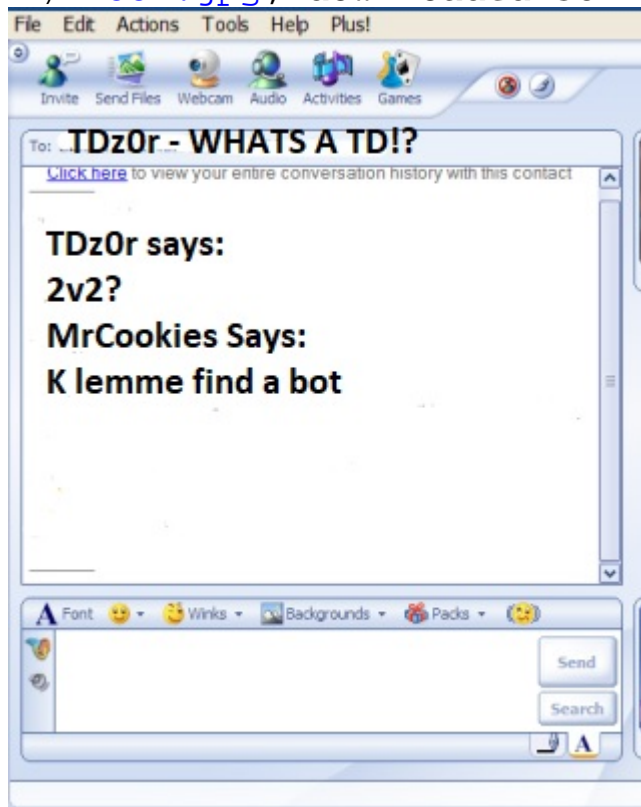 File Edit Actions Tools Help Plus!
Invite Send Files Webcam Audio Activities Games
To: TDz0r - WHATS A TD!?
Click here to view your entire conversation history with this contact
TDz0r says:
2v2?
MrCookies Says:
K lemme find a bot
A Font Winks Backgrounds Packs
Send
Search
A